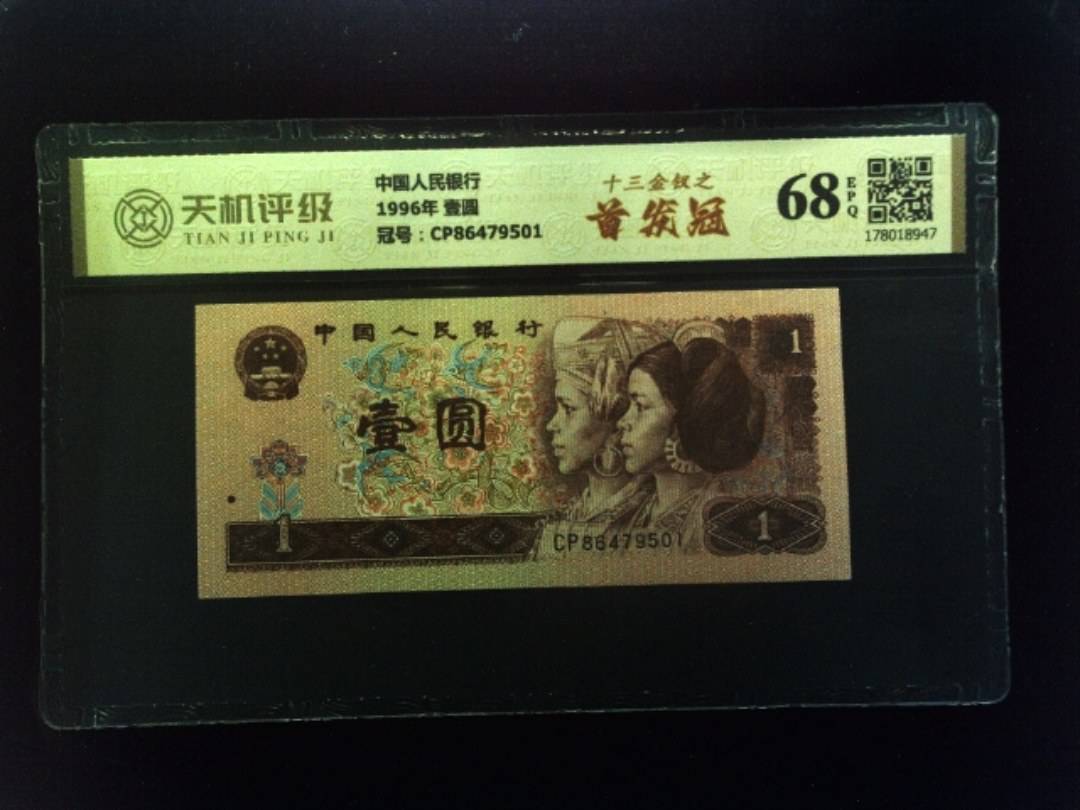 天机评级
TIAN JI PING JI
中国人民银行
1996年 壹圆
冠号：CP86479501
十三金钗之
首发冠
68
EPQ
178018947
中国人民银行
壹圆
1
1
1
CP86479501